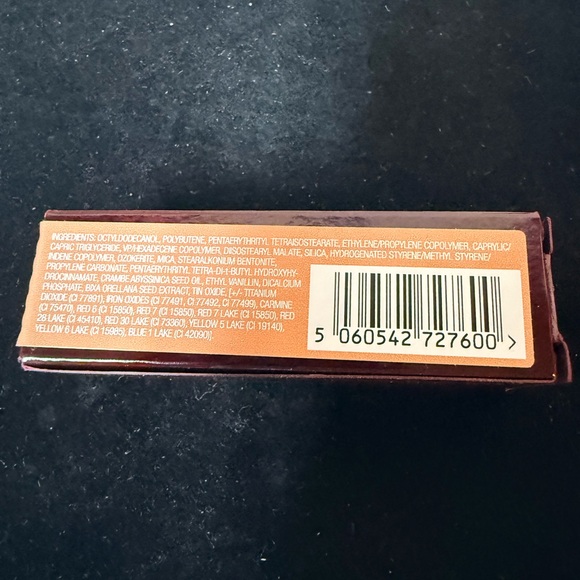 INGREDIENTS: OCTYLDODECANOL, POLYBUTENE, PENTAERYTHRITYL TETRAISOSTEARATE, ETHYLENE/PROPYLENE COPOLYMER, CAPRYLIC/
CAPRIC TRIGLYCERIDE, VP/HEXADECENE COPOLYMER, DIISOSTEARYL MALATE, SILICA, HYDROGENATED STYRENE/METHYL STYRENE/
INDENE COPOLYMER, OZOKERITE, MICA, STEARALKONIUM BENTONITE,
PROPYLENE CARBONATE, PENTAERYTHRITYL TETRA-DI-t-BUTYL HYDROXYHY-
DROCINNAMATE, CRAMBE ABYSSINICA SEED OIL, ETHYL VANILLIN, DICALCIUM
PHOSPHATE, BIXA ORELLANA SEED EXTRACT, TIN OXIDE, [+/- TITANIUM
DIOXIDE (CI 77891), IRON OXIDES (CI 77491, CI 77492, CI 77499), CARMINE
(CI 75470), RED 6 (CI 15850), RED 7 (CI 15850), RED 7 LAKE (CI 15850), RED
28 LAKE (CI 45410), RED 30 LAKE (CI 73360), YELLOW 5 LAKE (CI 19140),
YELLOW 6 LAKE (CI 15985), BLUE 1 LAKE (CI 42090)].
5 060542 727600 >